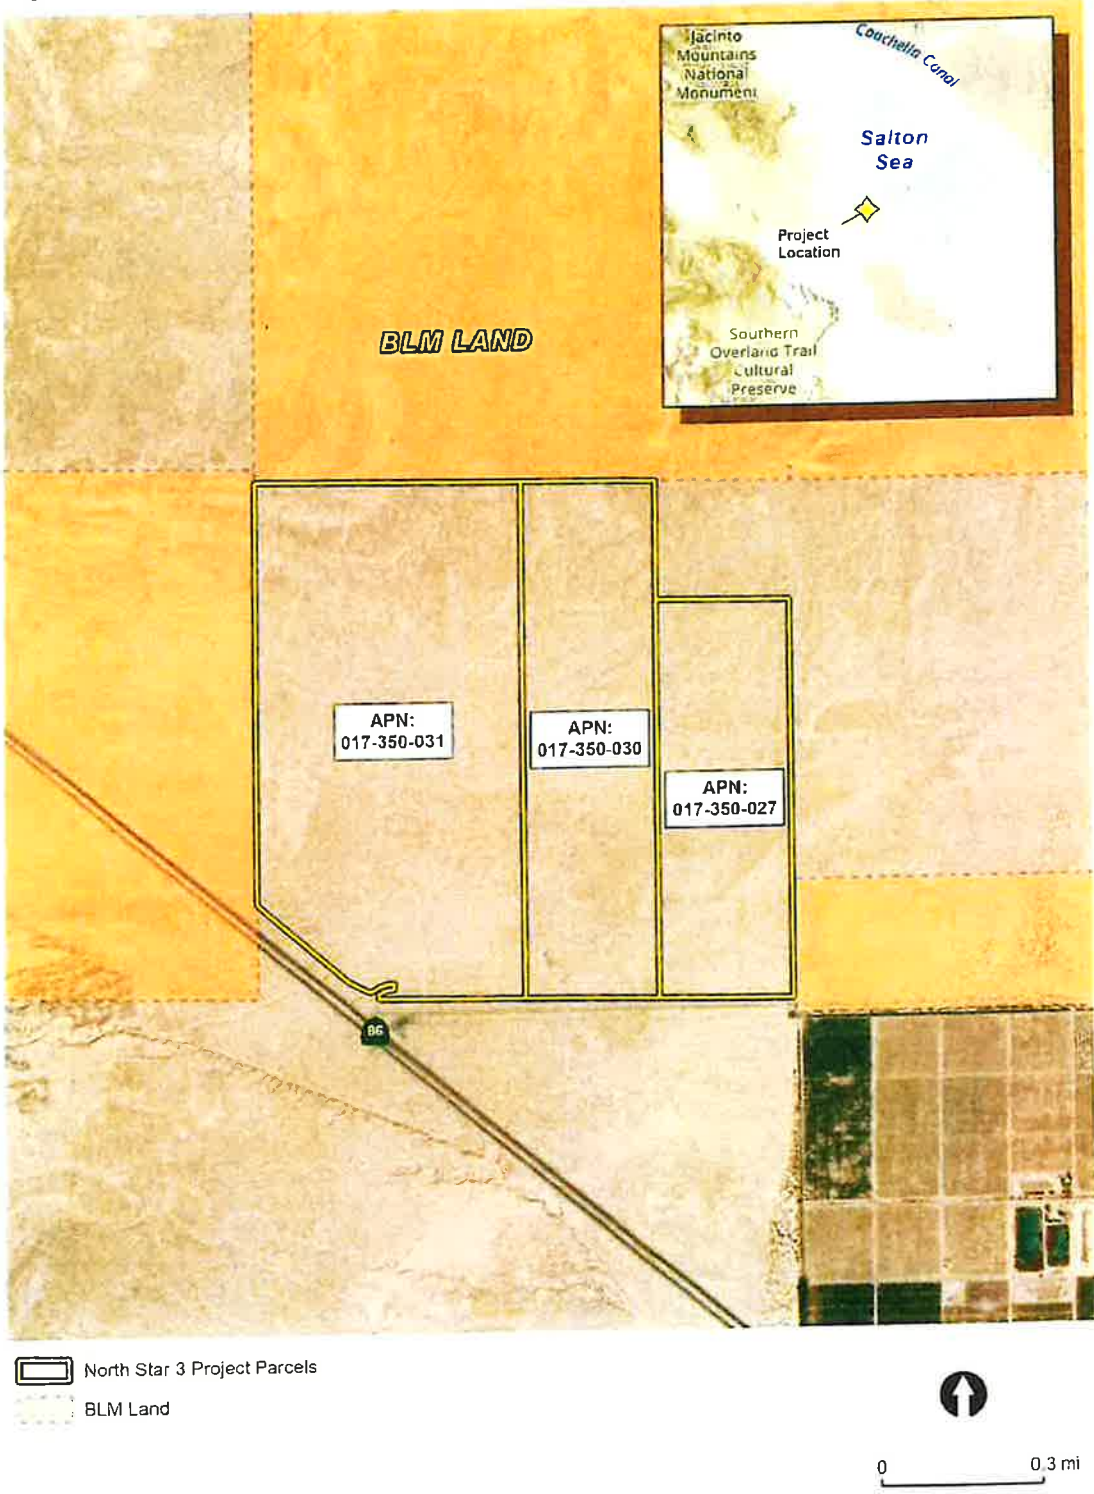 Jacinto
Mountains
National
Monument
Coachella Canal
Salton
Sea
Project
Location
Southern
Overland Trail
Cultural
Preserve
BLM LAND
APN:
017-350-031
APN:
017-350-030
APN:
017-350-027
86
North Star 3 Project Parcels
BLM Land
0 0.3 mi